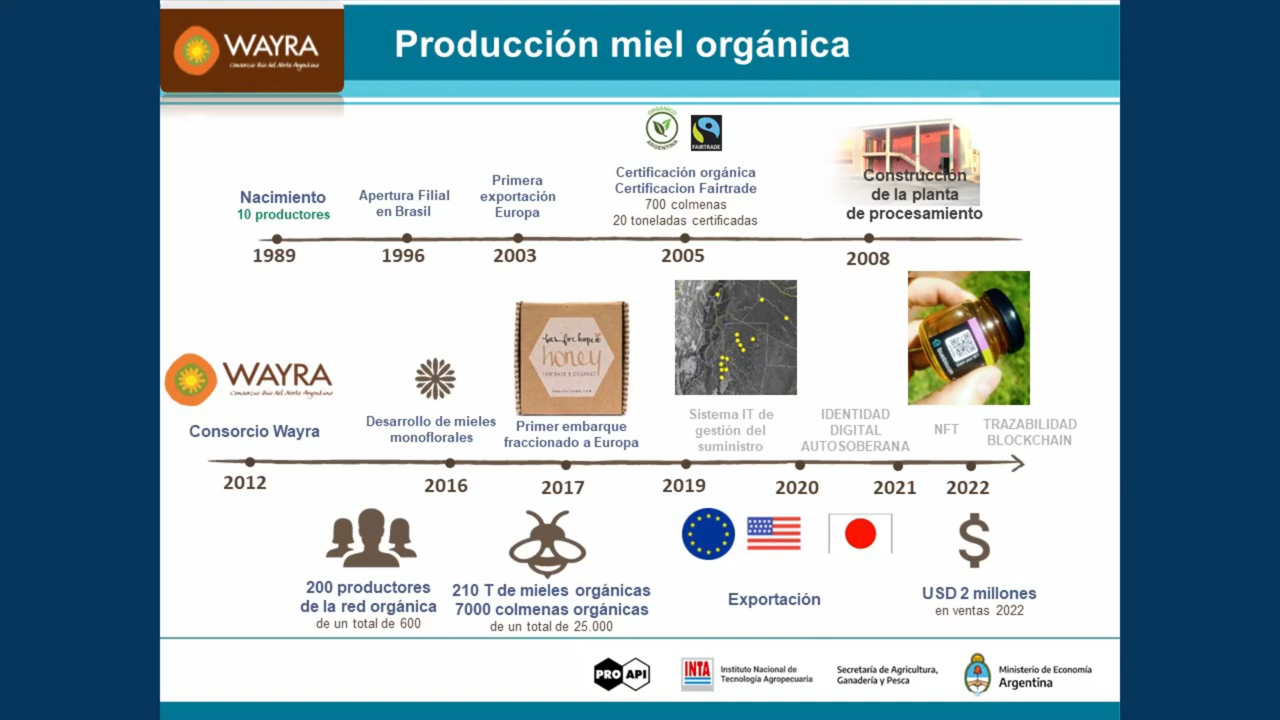 WAYRA
Consorcio Bio del Norte Argentino
Producción miel orgánica
ORGÁNICO
ARGENTINA
FAIRTRADE
Nacimiento
10 productores
Apertura Filial
en Brasil
Primera
exportación
Europa
Certificación orgánica
Certificacion Fairtrade
700 colmenas
20 toneladas certificadas
Construcción
de la planta
de procesamiento
1989
1996
2003
2005
2008
WAYRA
Consorcio Bio del Norte Argentino
Consorcio Wayra
Desarrollo de mieles
monoflorales
honey
Primer embarque
fraccionado a Europa
Sistema IT de
gestión del
suministro
IDENTIDAD
DIGITAL
AUTOSOBERANA
NFT
TRAZABILIDAD
BLOCKCHAIN
2012
2016
2017
2019
2020
2021
2022
200 productores
de la red orgánica
de un total de 600
210 T de mieles orgánicas
7000 colmenas orgánicas
de un total de 25.000
Exportación
$
USD 2 millones
en ventas 2022
PRO API
INTA
Instituto Nacional de
Tecnología Agropecuaria
Secretaría de Agricultura,
Ganadería y Pesca
Ministerio de Economía
Argentina